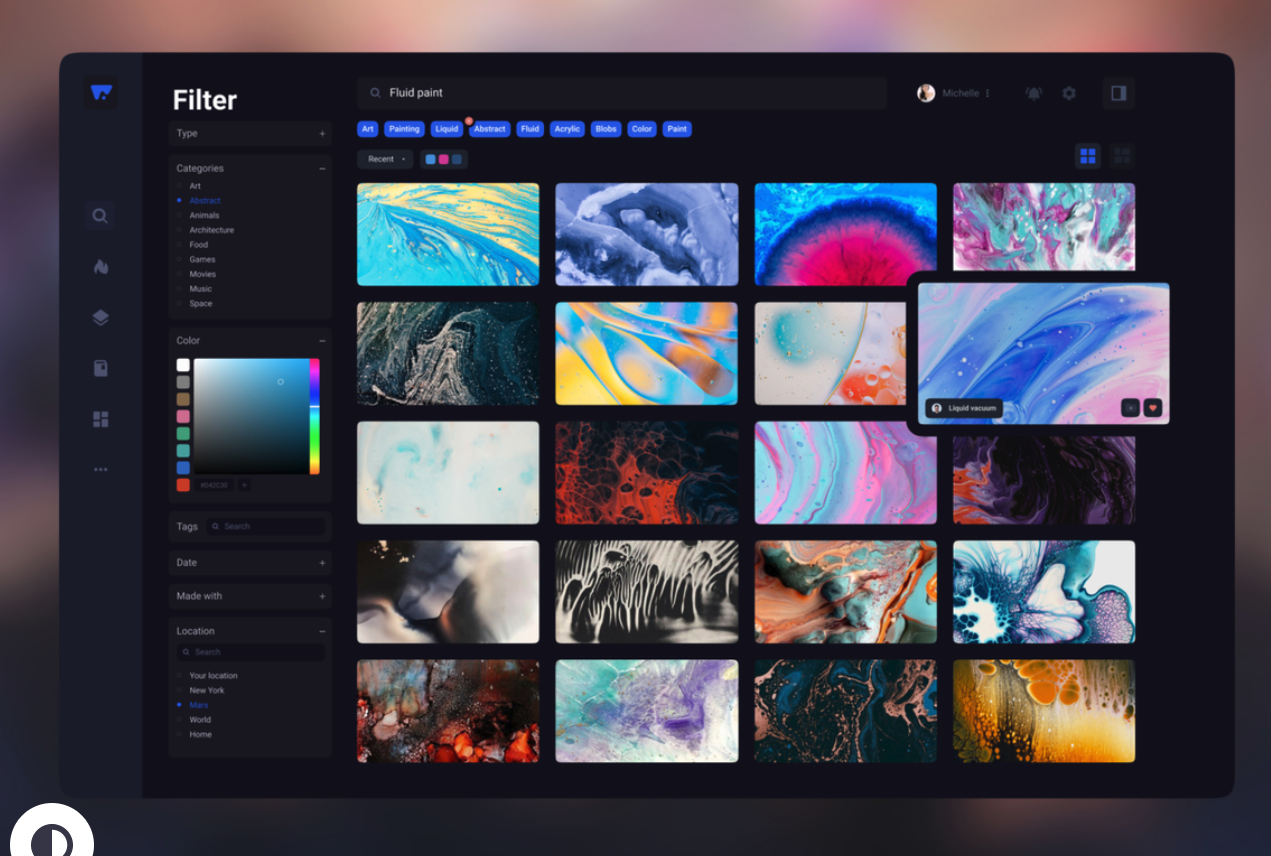 Filter
Fluid paint
Michelle
Type
Art Painting Liquid Abstract Fluid Acrylic Blobs Color Paint
Recent
Categories
Art
Abstract
Animals
Architecture
Food
Games
Movies
Music
Space
Color
Tags
Search
Date
Made with
Location
Search
Your location
New York
Mars
World
Home
Liquid vacuum